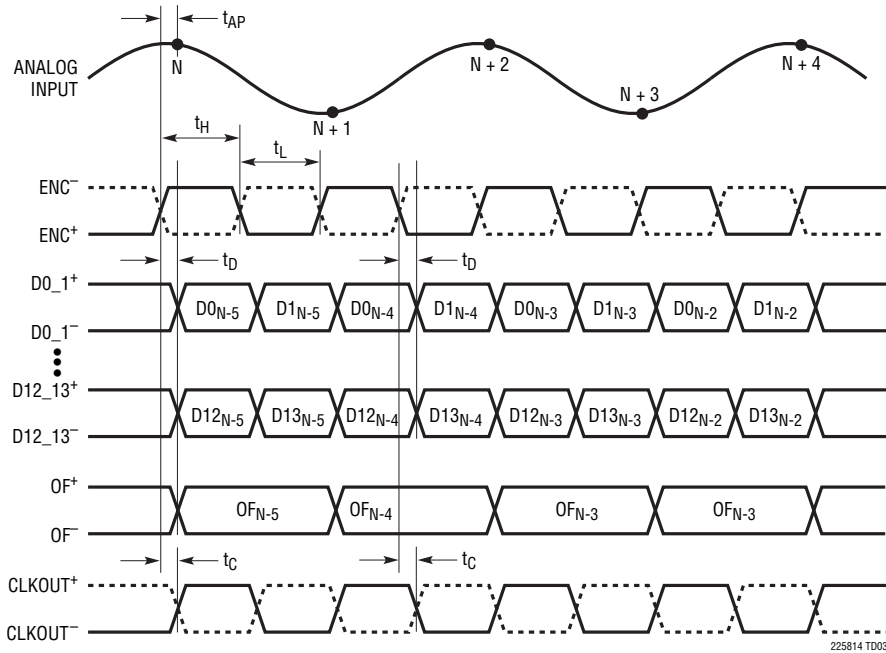 tAP
N
ANALOG
INPUT
N + 1
N + 2
N + 3
N + 4
tH
tL
ENC–
ENC+
tD
tD
D0_1+
D0_1–
D0N-5
D1N-5
D0N-4
D1N-4
D0N-3
D1N-3
D0N-2
D1N-2
D12_13+
D12_13–
D12N-5
D13N-5
D12N-4
D13N-4
D12N-3
D13N-3
D12N-2
D13N-2
OF+
OF–
OFN-5
OFN-4
OFN-3
OFN-3
tC
tC
CLKOUT+
CLKOUT–
225814 TD03